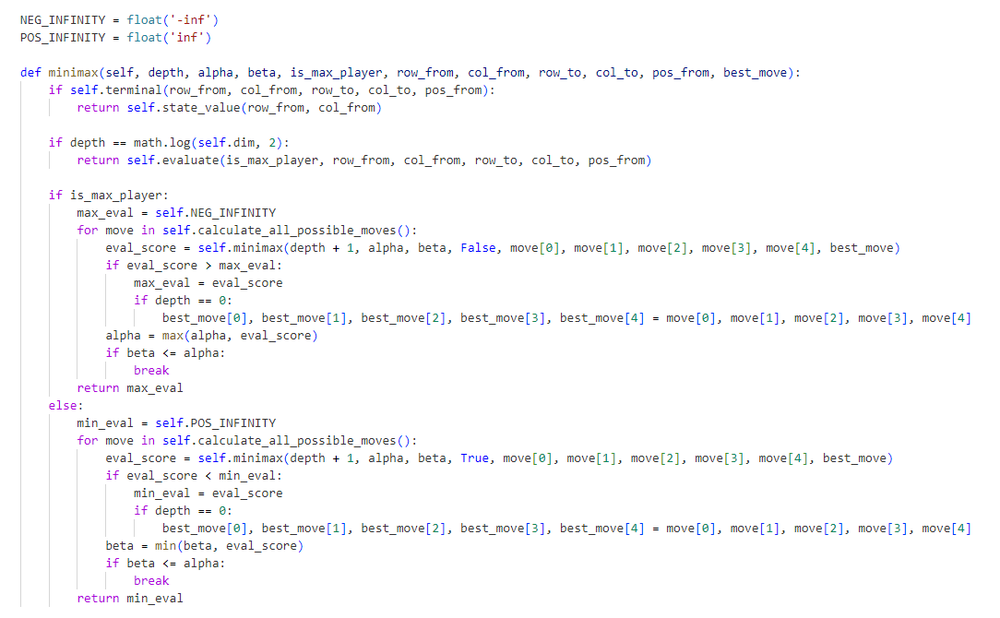 NEG_INFINITY = float('-inf')
POS_INFINITY = float('inf')

def minimax(self, depth, alpha, beta, is_max_player, row_from, col_from, row_to, col_to, pos_from, best_move):
    if self.terminal(row_from, col_from, row_to, col_to, pos_from):
        return self.state_value(row_from, col_from)

    if depth == math.log(self.dim, 2):
        return self.evaluate(is_max_player, row_from, col_from, row_to, col_to, pos_from)

    if is_max_player:
        max_eval = self.NEG_INFINITY
        for move in self.calculate_all_possible_moves():
            eval_score = self.minimax(depth + 1, alpha, beta, False, move[0], move[1], move[2], move[3], move[4], best_move)
            if eval_score > max_eval:
                max_eval = eval_score
                if depth == 0:
                    best_move[0], best_move[1], best_move[2], best_move[3], best_move[4] = move[0], move[1], move[2], move[3], move[4]
            alpha = max(alpha, eval_score)
            if beta <= alpha:
                break
        return max_eval
    else:
        min_eval = self.POS_INFINITY
        for move in self.calculate_all_possible_moves():
            eval_score = self.minimax(depth + 1, alpha, beta, True, move[0], move[1], move[2], move[3], move[4], best_move)
            if eval_score < min_eval:
                min_eval = eval_score
                if depth == 0:
                    best_move[0], best_move[1], best_move[2], best_move[3], best_move[4] = move[0], move[1], move[2], move[3], move[4]
            beta = min(beta, eval_score)
            if beta <= alpha:
                break
        return min_eval